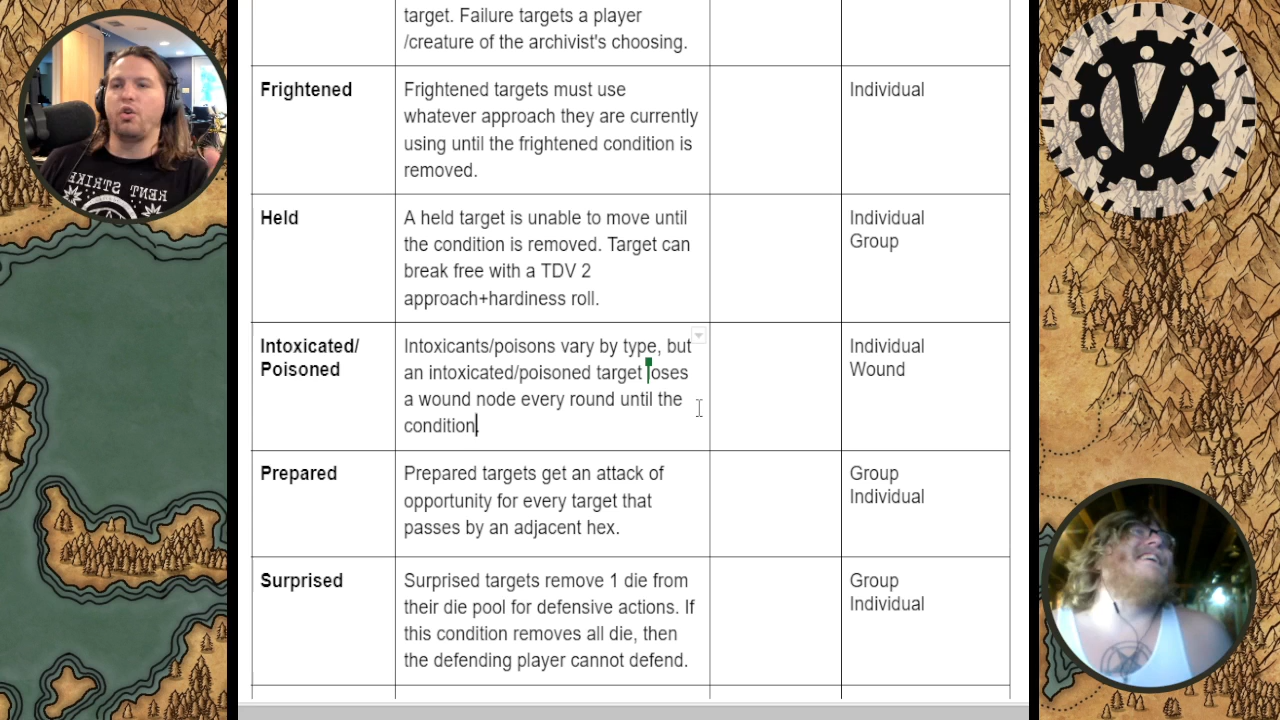 target. Failure targets a player
/creature of the archivist's choosing.
Frightened
Frightened targets must use
whatever approach they are currently
using until the frightened condition is
removed.
Individual
Held
A held target is unable to move until
the condition is removed. Target can
break free with a TDV 2
approach+hardiness roll.
Individual
Group
Intoxicated/
Poisoned
Intoxicants/poisons vary by type, but
an intoxicated/poisoned target loses
a wound node every round until the
condition.
Individual
Wound
Prepared
Prepared targets get an attack of
opportunity for every target that
passes by an adjacent hex.
Group
Individual
Surprised
Surprised targets remove 1 die from
their die pool for defensive actions. If
this condition removes all die, then
the defending player cannot defend.
Group
Individual
KENT STRIKE
V